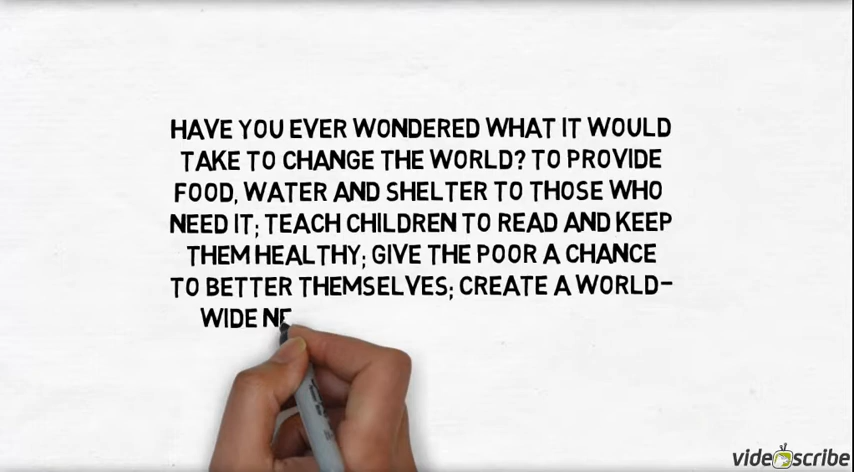 HAVE YOU EVER WONDERED WHAT IT WOULD
TAKE TO CHANGE THE WORLD? TO PROVIDE
FOOD, WATER AND SHELTER TO THOSE WHO
NEED IT; TEACH CHILDREN TO READ AND KEEP
THEM HEALTHY; GIVE THE POOR A CHANCE
TO BETTER THEMSELVES; CREATE A WORLD-
WIDE NE
videoscribe